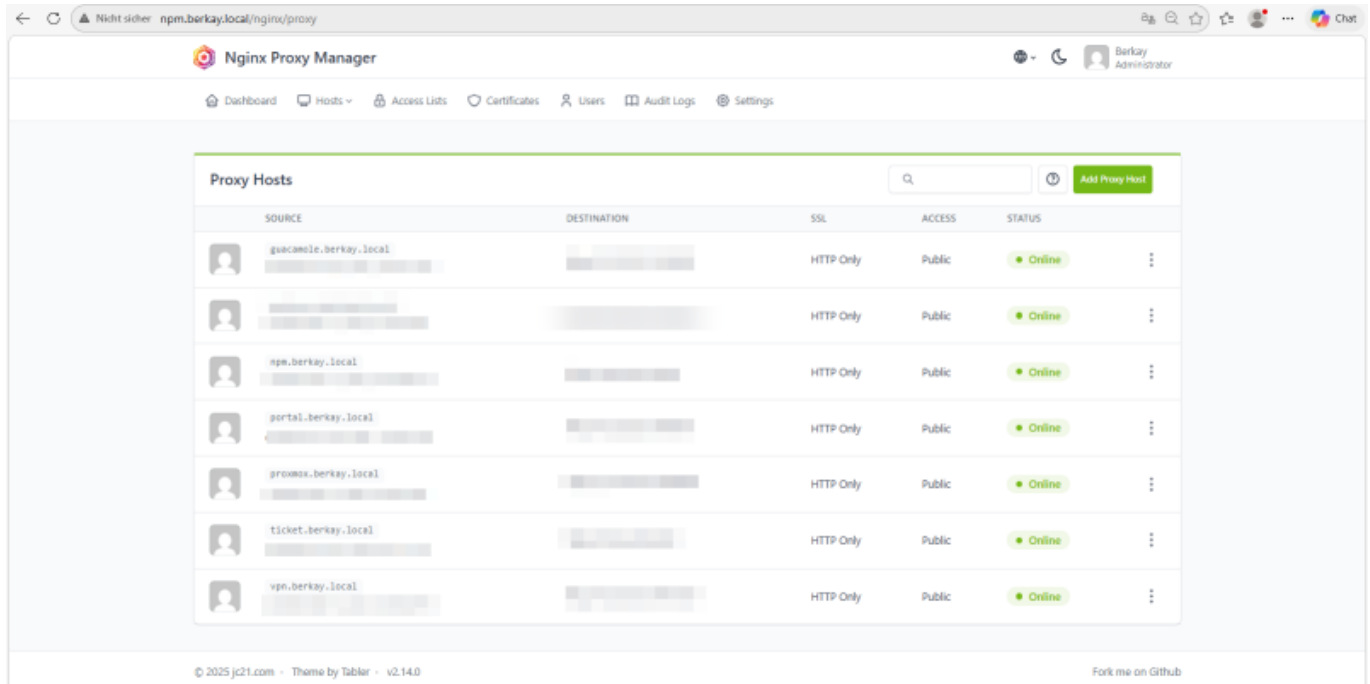 Nicht sicher npm.berkay.local/nginx/proxy Chat
Nginx Proxy Manager
Berkay
Administrator
Dashboard Hosts Access Lists Certificates Users Audit Logs Settings
Proxy Hosts Add Proxy Host
SOURCE DESTINATION SSL ACCESS STATUS
guacamole.berkay.local
HTTP Only Public Online
HTTP Only Public Online
npm.berkay.local
HTTP Only Public Online
portal.berkay.local
HTTP Only Public Online
proxmox.berkay.local
HTTP Only Public Online
ticket.berkay.local
HTTP Only Public Online
vpn.berkay.local
HTTP Only Public Online
© 2025 jc21.com - Theme by Tabler - v2.14.0 Fork me on Github